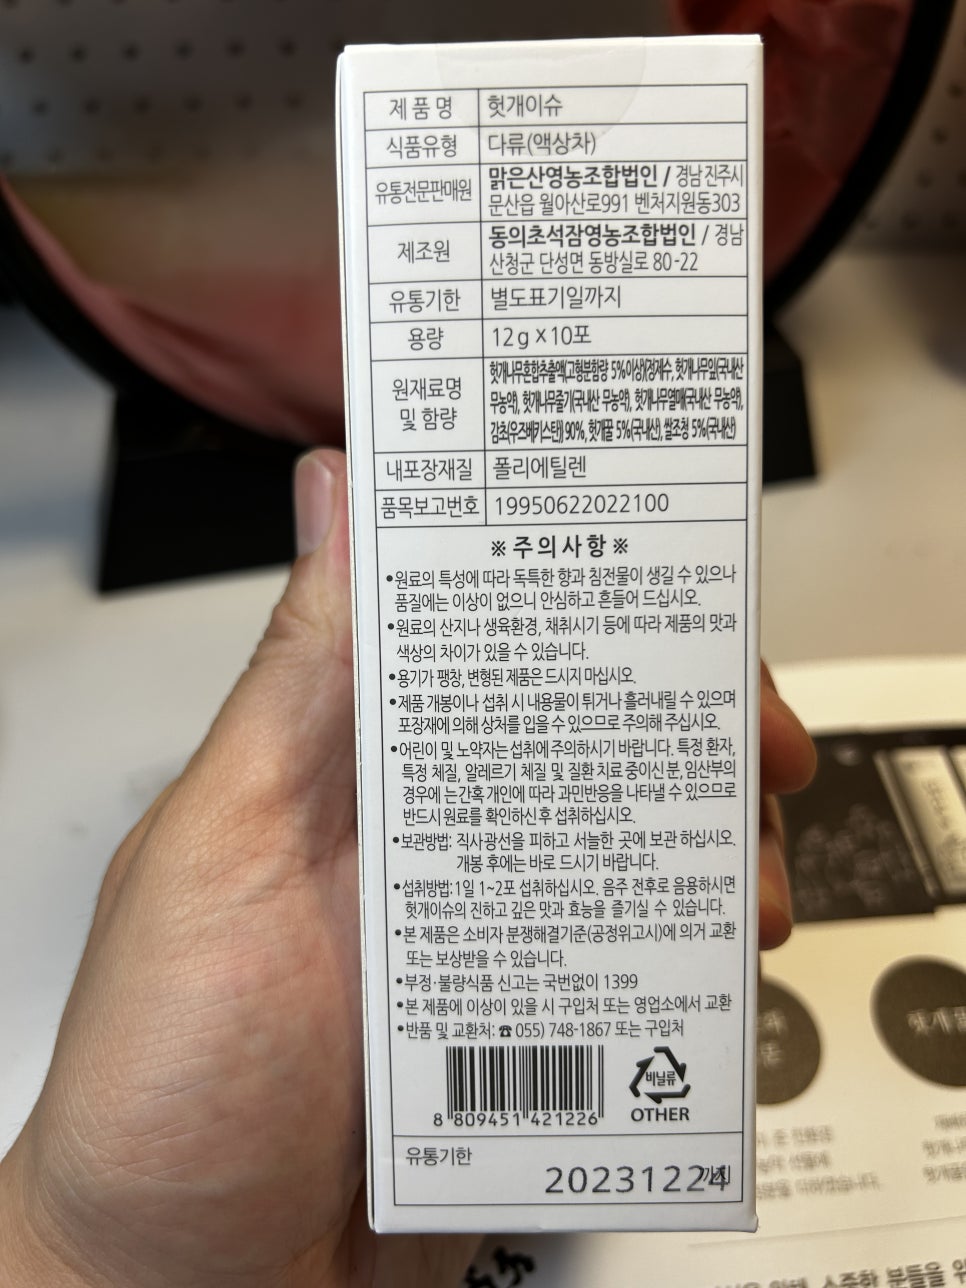 제품명 헛개이슈
식품유형 다류(액상차)
유통전문판매원 맑은산영농조합법인 / 경남 진주시
문산읍 월아산로991 벤처지원동303
제조원 동의초석잠영농조합법인 / 경남
산청군 단성면 동방실로 80-22
유통기한 별도표기일까지
용량 12g X 10포
원재료명 및 함량 헛개나무혼합추출액(고형분함량 5%이상)(정제수, 헛개나무잎(국내산
무농약), 헛개나무줄기(국내산 무농약), 헛개나무열매(국내산 무농약),
감초(우즈베키스탄)) 90%, 헛개꿀 5%(국내산), 쌀조청 5%(국내산)
내포장재질 폴리에틸렌
품목보고번호 19950622022100
※ 주의사항 ※
•원료의 특성에 따라 독특한 향과 침전물이 생길 수 있으나
품질에는 이상이 없으니 안심하고 흔들어 드십시오.
•원료의 산지나 생육환경, 채취시기 등에 따라 제품의 맛과
색상의 차이가 있을 수 있습니다.
•용기가 팽창, 변형된 제품은 드시지 마십시오.
•제품 개봉이나 섭취 시 내용물이 튀거나 흘러내릴 수 있으며
포장재에 의해 상처를 입을 수 있으므로 주의해 주십시오.
•어린이 및 노약자는 섭취에 주의하시기 바랍니다. 특정 환자,
특정 체질, 알레르기 체질 및 질환 치료 중이신 분, 임산부의
경우에 는 간혹 개인에 따라 과민반응을 나타낼 수 있으므로
반드시 원료를 확인하신 후 섭취하십시오.
•보관방법: 직사광선을 피하고 서늘한 곳에 보관 하십시오.
개봉 후에는 바로 드시기 바랍니다.
•섭취방법:1일 1~2포 섭취하십시오. 음주 전후로 음용하시면
헛개이슈의 진하고 깊은 맛과 효능을 즐기실 수 있습니다.
•본 제품은 소비자 분쟁해결기준(공정위고시)에 의거 교환
또는 보상받을 수 있습니다.
•부정·불량식품 신고는 국번없이 1399
•본 제품에 이상이 있을 시 구입처 또는 영업소에서 교환
•반품 및 교환처: ☎ 055) 748-1867 또는 구입처
비닐류
OTHER
8 809451 421226
유통기한
20231224까지